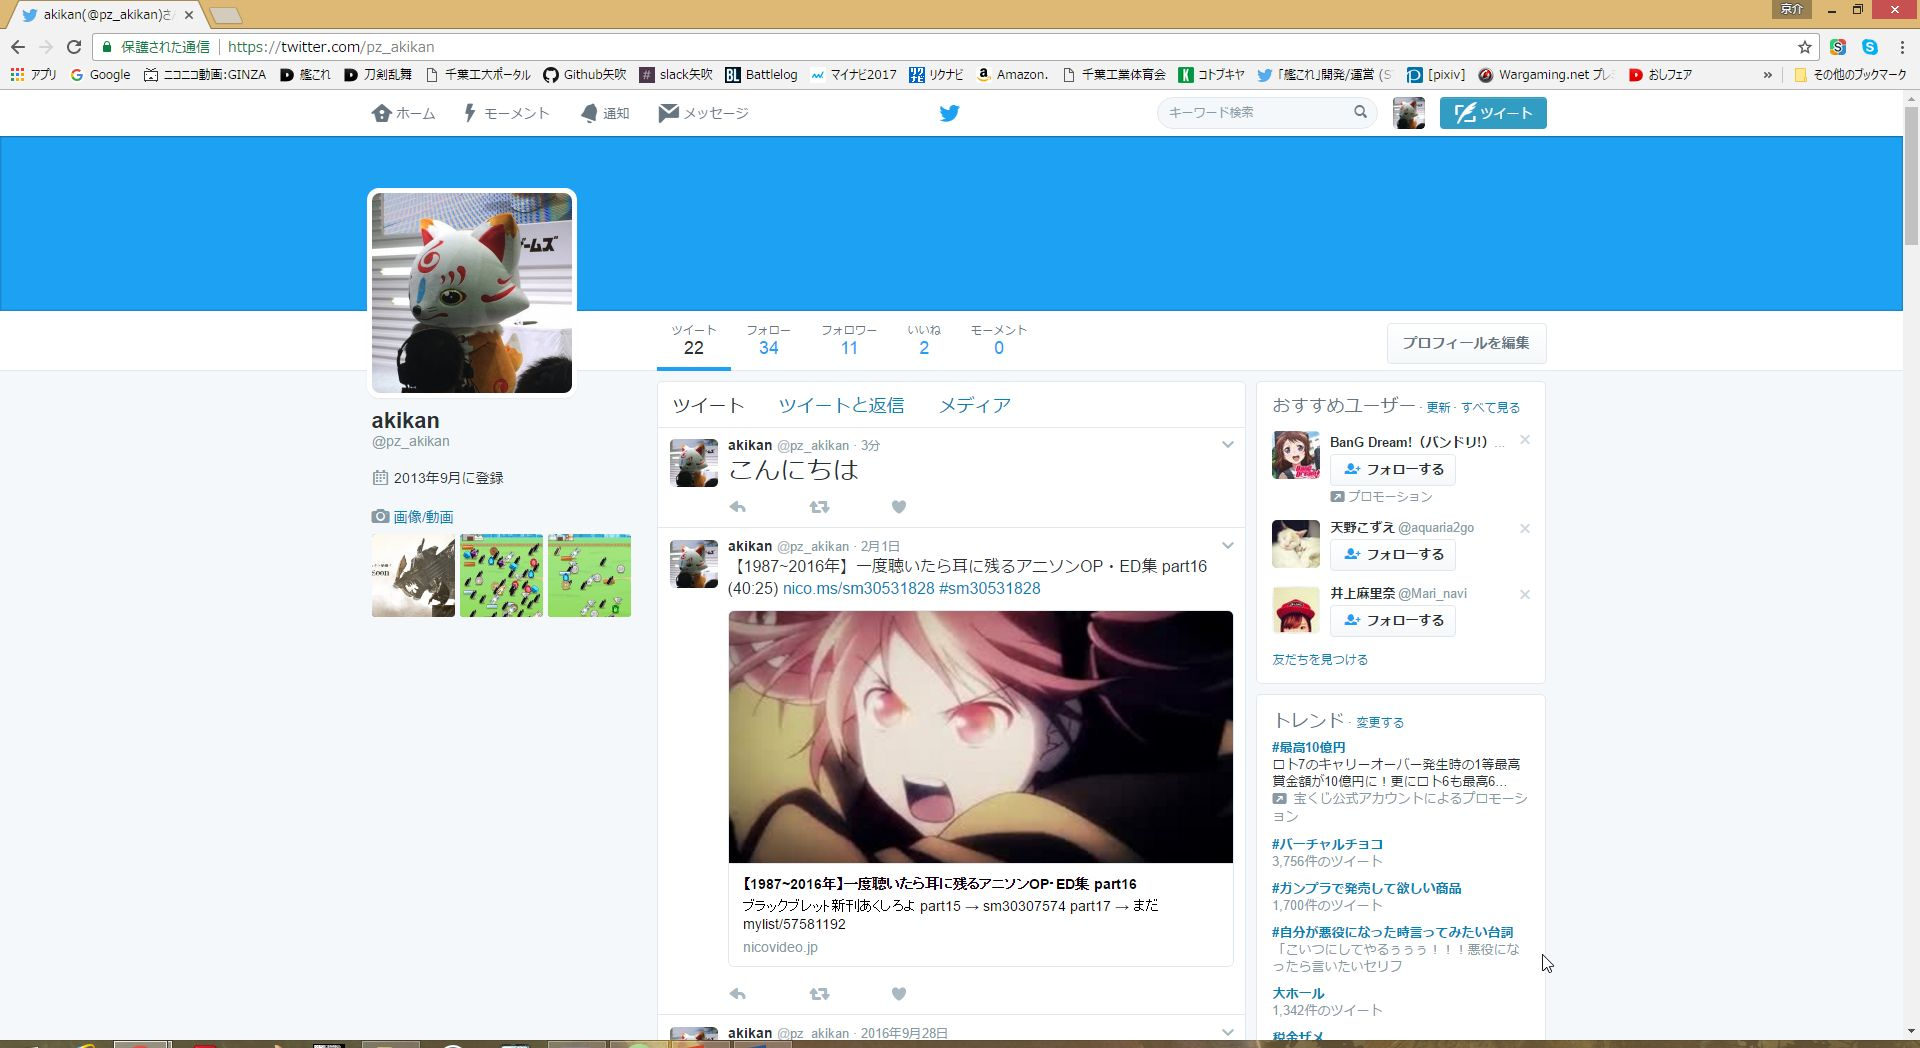 akikan(@pz_akikan)さ
京介
保護された通信
https://twitter.com/pz_akikan
アプリ
Google
ニコニコ動画:GINZA
艦これ
刀剣乱舞
千葉工大ポータル
Github矢吹
slack矢吹
Battlelog
マイナビ2017
リクナビ
Amazon.
千葉工業体育会
コトブキヤ
「艦これ」開発/運営 (S
[pixiv]
Wargaming.net プレミ
おしフェア
»
その他のブックマーク
ホーム
モーメント
通知
メッセージ
キーワード検索
ツイート
ームズ
ツイート
フォロー
フォロワー
いいね
モーメント
22
34
11
2
0
プロフィールを編集
akikan
@pz_akikan
2013年9月に登録
画像/動画
ツイート
ツイートと返信
メディア
akikan @pz_akikan · 3分
こんにちは
akikan @pz_akikan · 2月1日
【1987~2016年】一度聴いたら耳に残るアニソンOP・ED集 part16
(40:25) nico.ms/sm30531828 #sm30531828
【1987~2016年】一度聴いたら耳に残るアニソンOP・ED集 part16
ブラックブレット新刊あくしろよ part15 → sm30307574 part17 → まだ
mylist/57581192
nicovideo.jp
akikan @pz_akikan · 2016年9月28日
おすすめユーザー · 更新 · すべて見る
BanG Dream!（バンドリ!）...
フォローする
プロモーション
天野こずえ @aquaria2go
フォローする
井上麻里奈 @Mari_navi
フォローする
友だちを見つける
トレンド · 変更する
#最高10億円
ロト7のキャリーオーバー発生時の1等最高
賞金額が10億円に！更にロト6も最高6...
宝くじ公式アカウントによるプロモーシ
ョン
#バーチャルチョコ
3,756件のツイート
#ガンプラで発売して欲しい商品
1,700件のツイート
#自分が悪役になった時言ってみたい台詞
「こいつにしてやるぅぅぅ！！！悪役にな
ったら言いたいセリフ
大ホール
1,342件のツイート
税金ザメ